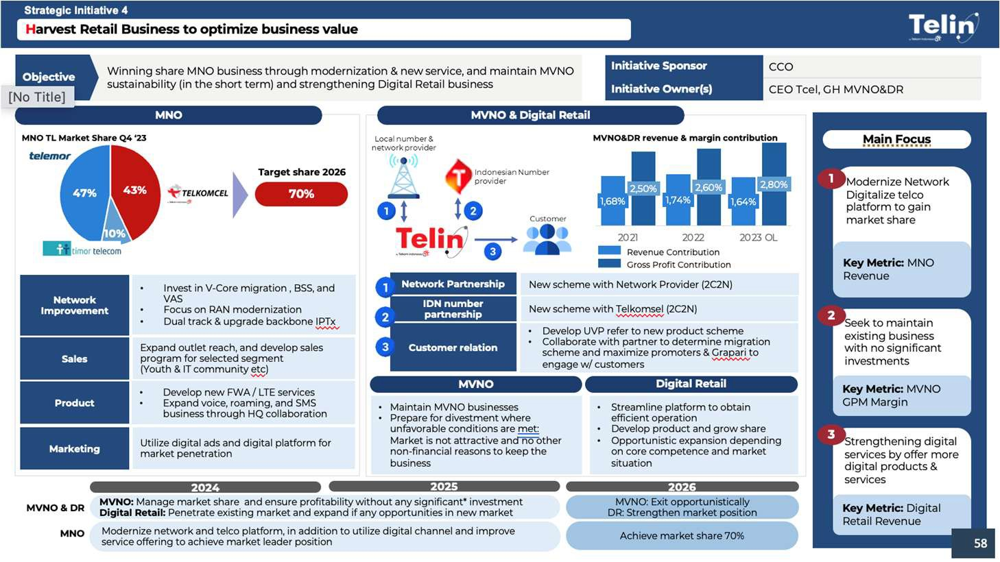 Strategic Initiative 4
Harvest Retail Business to optimize business value
Telin
by Telkom Indonesia
Objective
Winning share MNO business through modernization & new service, and maintain MVNO
sustainability (in the short term) and strengthening Digital Retail business
[No Title]
Initiative Sponsor
CCO
Initiative Owner(s)
CEO Tcel, GH MVNO&DR
MNO
MNO TL Market Share Q4 ‘23
telemor
47%
43%
10%
TELKOMCEL
timor telecom
Target share 2026
70%
Network
Improvement
• Invest in V-Core migration , BSS, and
VAS
• Focus on RAN modernization
• Dual track & upgrade backbone IPTx
Sales
Expand outlet reach, and develop sales
program for selected segment
(Youth & IT community etc)
Product
• Develop new FWA / LTE services
• Expand voice, roaming, and SMS
business through HQ collaboration
Marketing
Utilize digital ads and digital platform for
market penetration
MVNO & Digital Retail
Local number &
network provider
Indonesian Number
provider
1
2
Telin
by Telkom Indonesia
3
Customer
MVNO&DR revenue & margin contribution
1,68%
2,50%
1,74%
2,60%
1,64%
2,80%
2021
2022
2023 OL
Revenue Contribution
Gross Profit Contribution
1
Network Partnership
New scheme with Network Provider (2C2N)
2
IDN number
partnership
New scheme with Telkomsel (2C2N)
3
Customer relation
• Develop UVP refer to new product scheme
• Collaborate with partner to determine migration
scheme and maximize promoters & Grapari to
engage w/ customers
MVNO
• Maintain MVNO businesses
• Prepare for divestment where
unfavorable conditions are met:
Market is not attractive and no other
non-financial reasons to keep the
business
Digital Retail
• Streamline platform to obtain
efficient operation
• Develop product and grow share
• Opportunistic expansion depending
on core competence and market
situation
Main Focus
1
Modernize Network
Digitalize telco
platform to gain
market share
Key Metric: MNO
Revenue
2
Seek to maintain
existing business
with no significant
investments
Key Metric: MVNO
GPM Margin
3
Strengthening digital
services by offer more
digital products &
services
Key Metric: Digital
Retail Revenue
2024
2025
2026
MVNO & DR
MVNO: Manage market share and ensure profitability without any significant* investment
Digital Retail: Penetrate existing market and expand if any opportunities in new market
MVNO: Exit opportunistically
DR: Strengthen market position
MNO
Modernize network and telco platform, in addition to utilize digital channel and improve
service offering to achieve market leader position
Achieve market share 70%
58